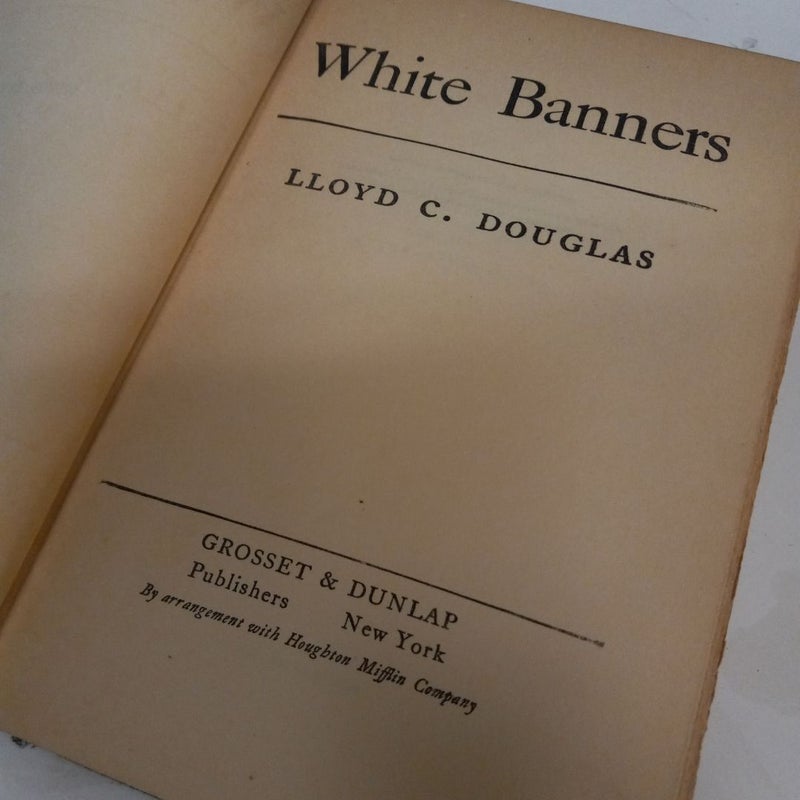 White Banners
LLOYD C. DOUGLAS
GROSSET & DUNLAP
Publishers New York
By arrangement with Houghton Mifflin Company